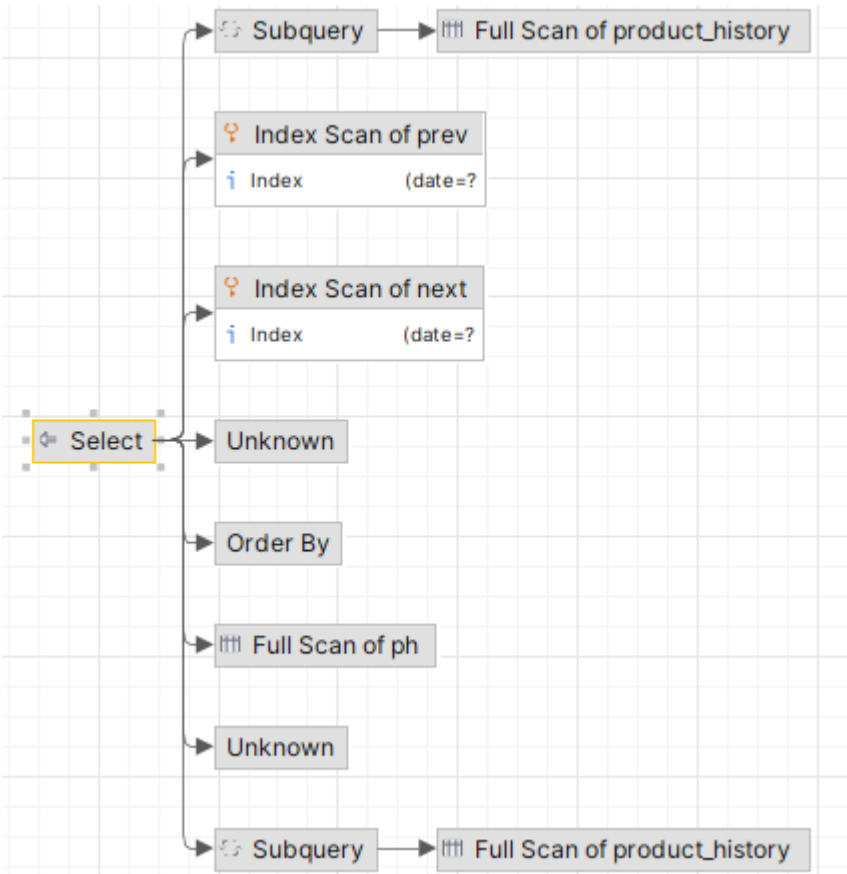 Subquery
Full Scan of product_history
Index Scan of prev
Index (date=?
Index Scan of next
Index (date=?
Select
Unknown
Order By
Full Scan of ph
Unknown
Subquery
Full Scan of product_history